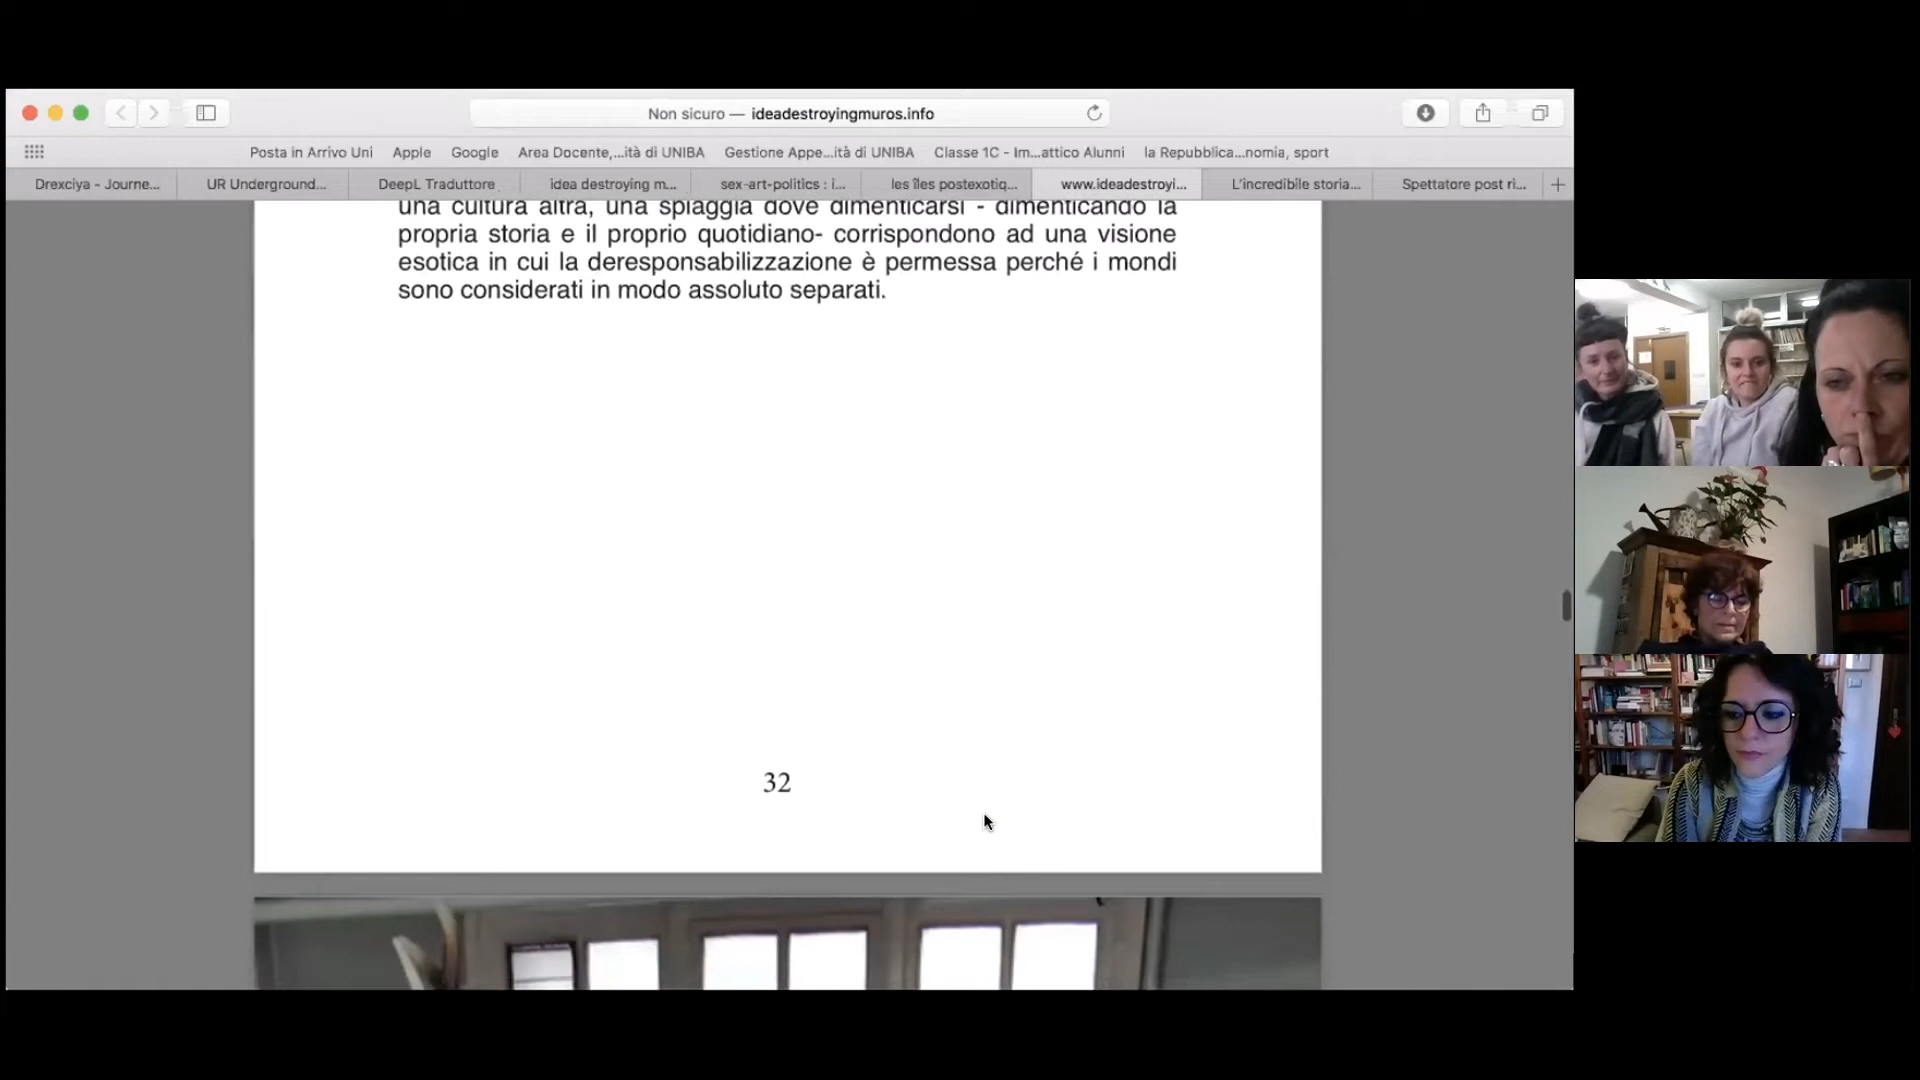 Non sicuro — ideadestroyingmuros.info
Posta in Arrivo Uni Apple Google Area Docente,...ità di UNIBA Gestione Appe...ità di UNIBA Classe 1C - Im...attico Alunni la Repubblica...nomia, sport
Drexciya - Journe... UR Underground... DeepL Traduttore idea destroying m... sex-art-politics : i... les îles postexotiq... www.ideadestroyi... L'incredibile storia... Spettatore post ri...
una cultura altra, una spiaggia dove dimenticarsi - dimenticando la
propria storia e il proprio quotidiano- corrispondono ad una visione
esotica in cui la deresponsabilizzazione è permessa perché i mondi
sono considerati in modo assoluto separati.
32